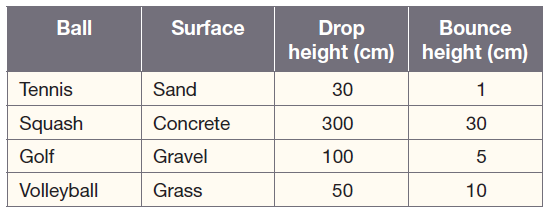 Ball Surface Drop height (cm) Bounce height (cm)
Tennis Sand 30 1
Squash Concrete 300 30
Golf Gravel 100 5
Volleyball Grass 50 10